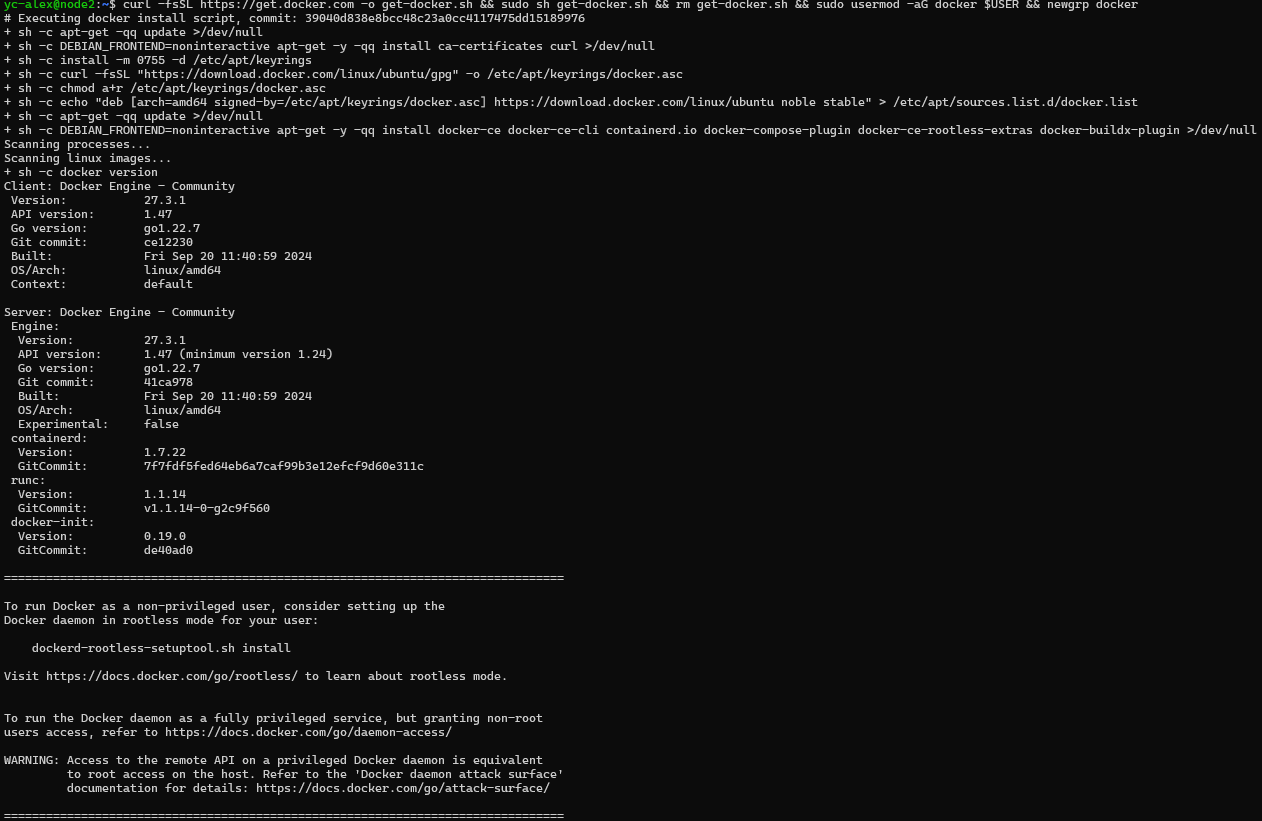 yc-alex@node2:~$ curl -fsSL https://get.docker.com -o get-docker.sh && sudo sh get-docker.sh && rm get-docker.sh && sudo usermod -aG docker $USER && newgrp docker
# Executing docker install script, commit: 39040d838e8bcc48c23a0cc4117475dd15189976
+ sh -c apt-get -qq update >/dev/null
+ sh -c DEBIAN_FRONTEND=noninteractive apt-get -y -qq install ca-certificates curl >/dev/null
+ sh -c install -m 0755 -d /etc/apt/keyrings
+ sh -c curl -fsSL "https://download.docker.com/linux/ubuntu/gpg" -o /etc/apt/keyrings/docker.asc
+ sh -c chmod a+r /etc/apt/keyrings/docker.asc
+ sh -c echo "deb [arch=amd64 signed-by=/etc/apt/keyrings/docker.asc] https://download.docker.com/linux/ubuntu noble stable" > /etc/apt/sources.list.d/docker.list
+ sh -c apt-get -qq update >/dev/null
+ sh -c DEBIAN_FRONTEND=noninteractive apt-get -y -qq install docker-ce docker-ce-cli containerd.io docker-compose-plugin docker-ce-rootless-extras docker-buildx-plugin >/dev/null
Scanning processes...
Scanning linux images...
+ sh -c docker version
Client: Docker Engine - Community
 Version:           27.3.1
 API version:       1.47
 Go version:        go1.22.7
 Git commit:        ce12230
 Built:             Fri Sep 20 11:40:59 2024
 OS/Arch:           linux/amd64
 Context:           default

Server: Docker Engine - Community
 Engine:
  Version:          27.3.1
  API version:      1.47 (minimum version 1.24)
  Go version:       go1.22.7
  Git commit:       41ca978
  Built:            Fri Sep 20 11:40:59 2024
  OS/Arch:          linux/amd64
  Experimental:     false
 containerd:
  Version:          1.7.22
  GitCommit:        7f7fdf5fed64eb6a7caf99b3e12efcf9d60e311c
 runc:
  Version:          1.1.14
  GitCommit:        v1.1.14-0-g2c9f560
 docker-init:
  Version:          0.19.0
  GitCommit:        de40ad0

================================================================================

To run Docker as a non-privileged user, consider setting up the
Docker daemon in rootless mode for your user:

    dockerd-rootless-setuptool.sh install

Visit https://docs.docker.com/go/rootless/ to learn about rootless mode.


To run the Docker daemon as a fully privileged service, but granting non-root
users access, refer to https://docs.docker.com/go/daemon-access/

WARNING: Access to the remote API on a privileged Docker daemon is equivalent
         to root access on the host. Refer to the 'Docker daemon attack surface'
         documentation for details: https://docs.docker.com/go/attack-surface/

================================================================================